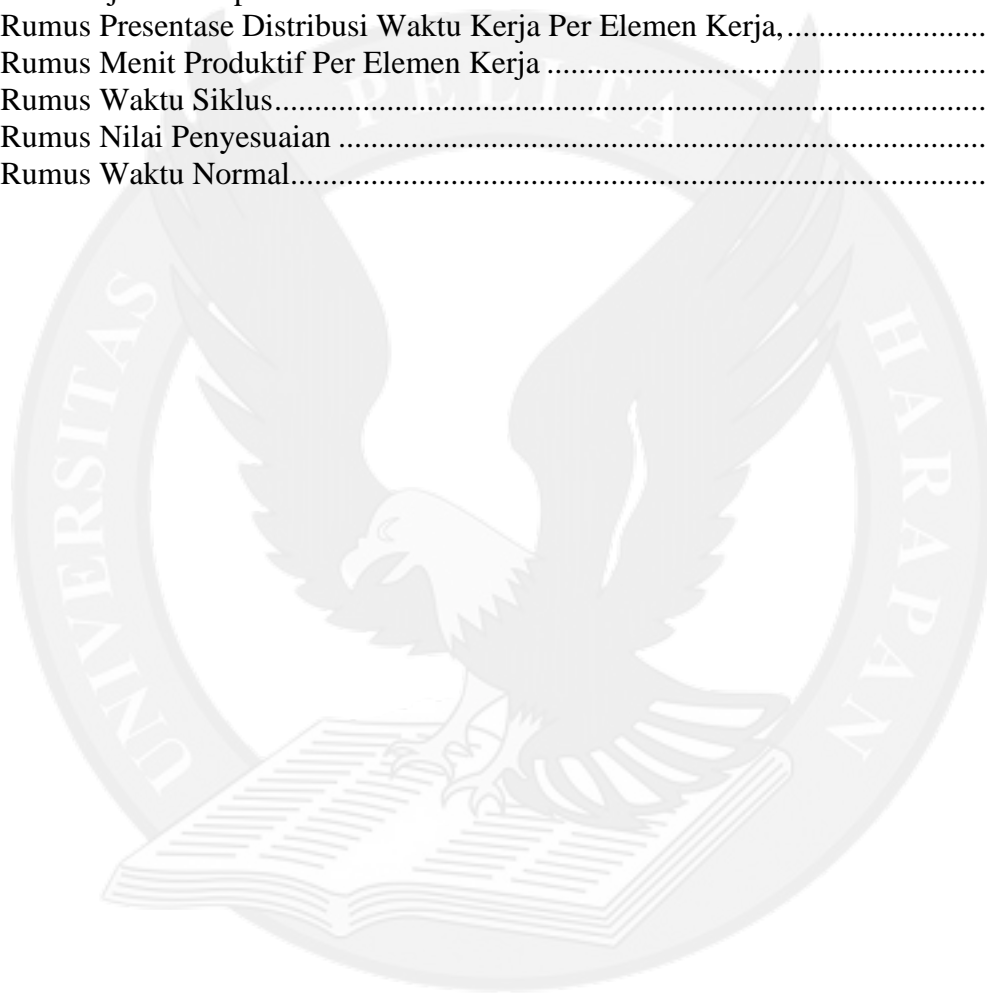 Rumus Presentase Distribusi Waktu Kerja Per Elemen Kerja,........................
Rumus Menit Produktif Per Elemen Kerja ........................................................
Rumus Waktu Siklus..........................................................................................
Rumus Nilai Penyesuaian ..................................................................................
Rumus Waktu Normal........................................................................................
UNIVERSITAS PELITA HARAPAN